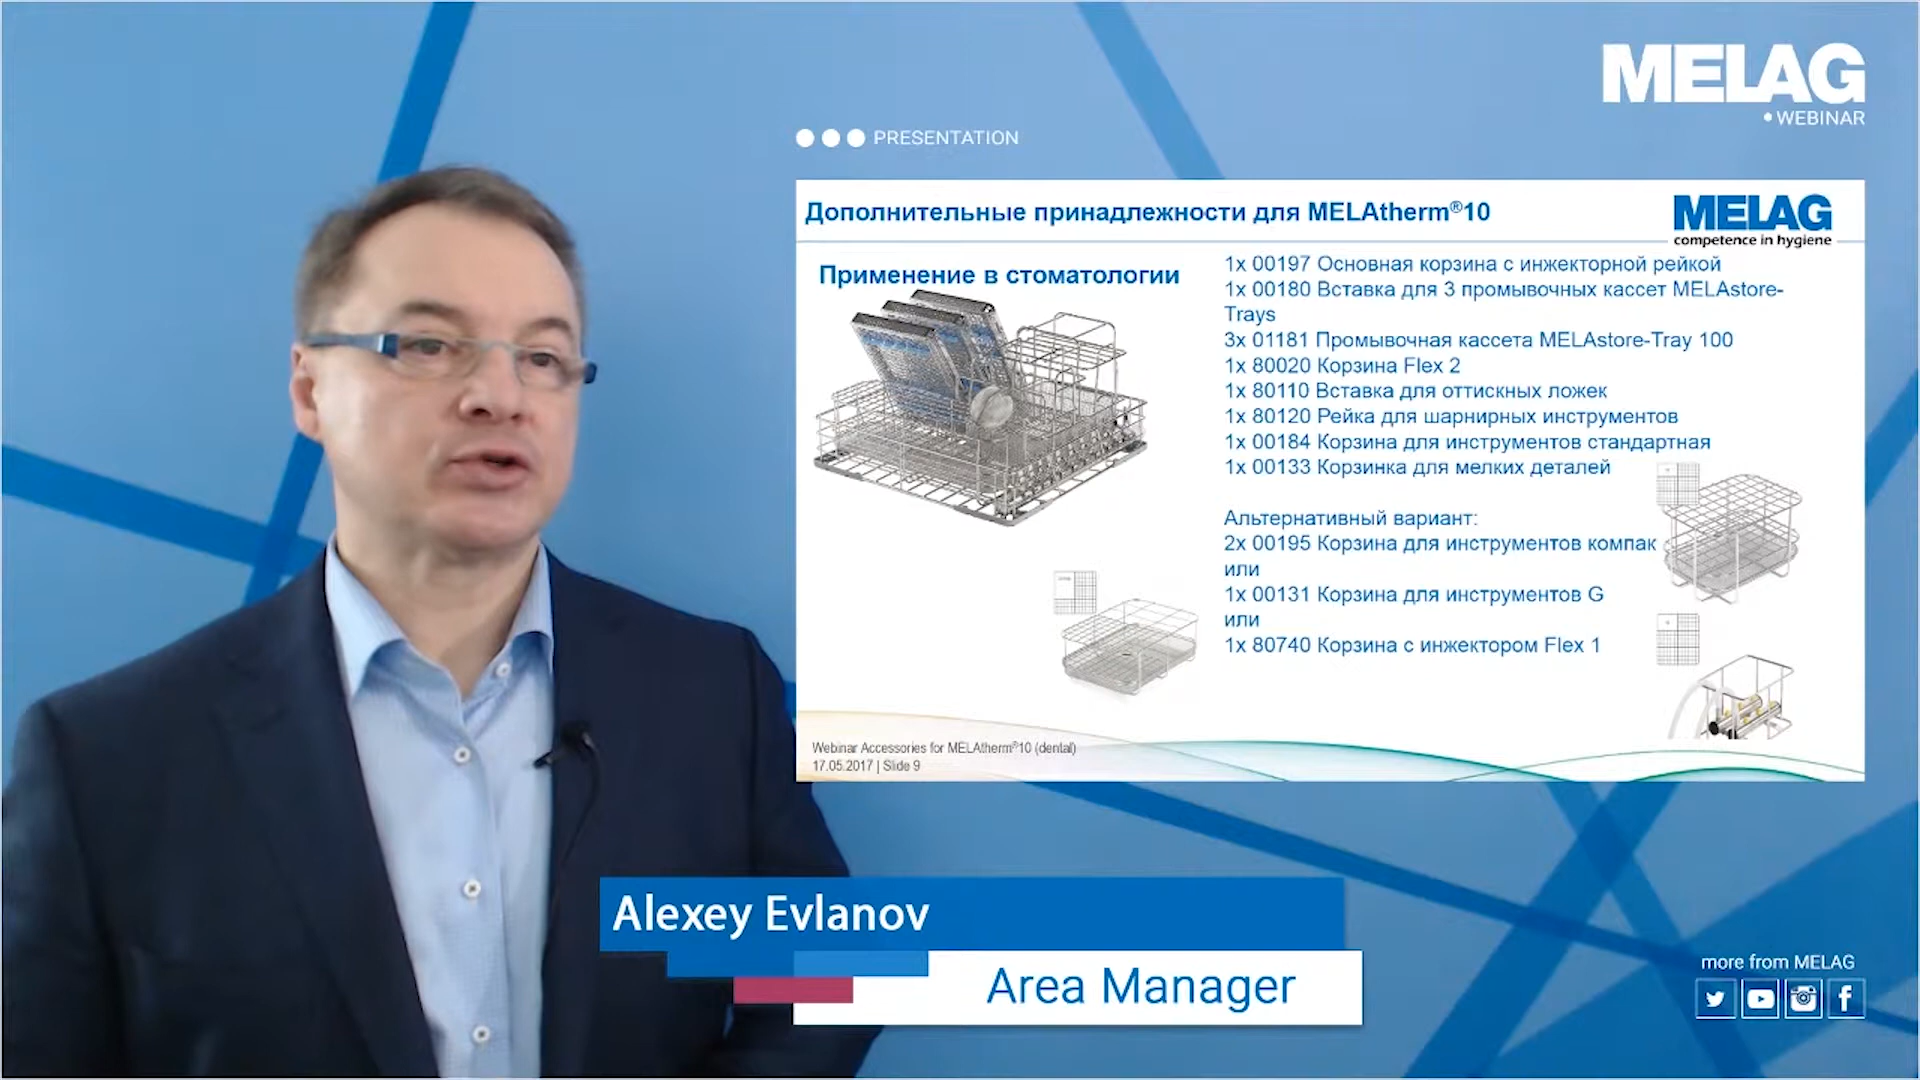 MELAG
• WEBINAR
PRESENTATION
Дополнительные принадлежности для MELAtherm®10
MELAG
competence in hygiene
Применение в стоматологии
1x 00197 Основная корзина с инжекторной рейкой
1x 00180 Вставка для 3 промывочных кассет MELAstore-
Trays
3x 01181 Промывочная кассета MELAstore-Tray 100
1x 80020 Корзина Flex 2
1x 80110 Вставка для оттискных ложек
1x 80120 Рейка для шарнирных инструментов
1x 00184 Корзина для инструментов стандартная
1x 00133 Корзинка для мелких деталей
Альтернативный вариант:
2x 00195 Корзина для инструментов компак
или
1x 00131 Корзина для инструментов G
или
1x 80740 Корзина с инжектором Flex 1
Webinar Accessories for MELAtherm®10 (dental)
17.05.2017 | Slide 9
Alexey Evlanov
Area Manager
more from MELAG